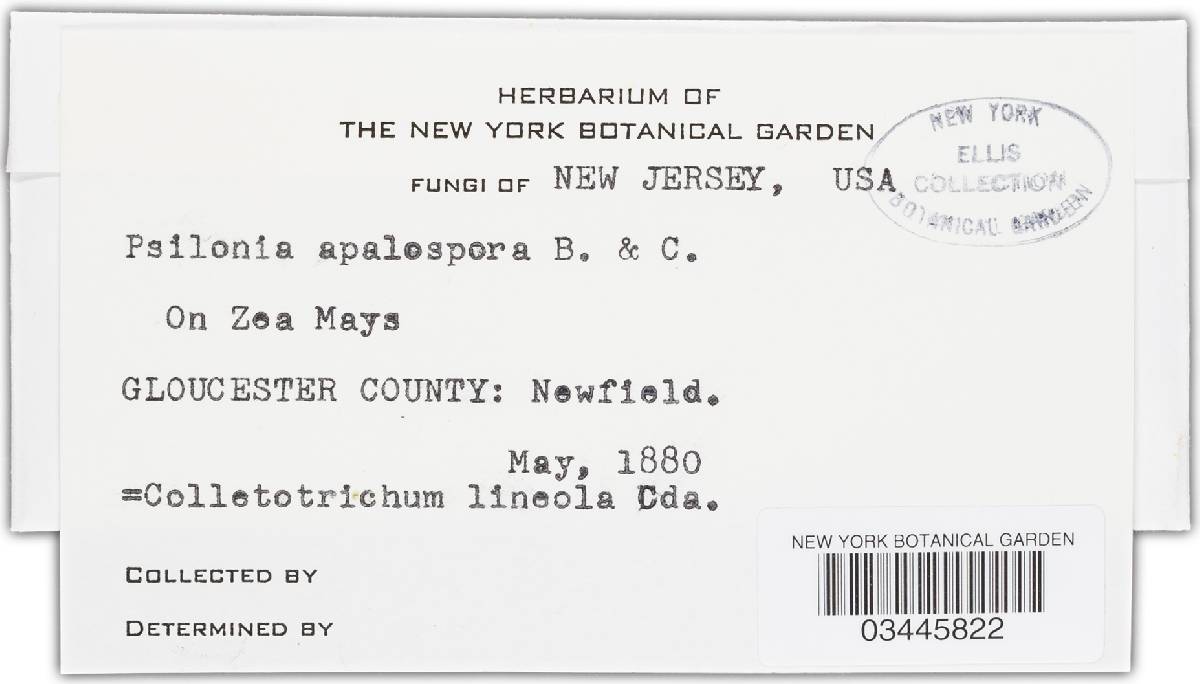 HERBARIUM OF
THE NEW YORK BOTANICAL GARDEN
FUNGI OF NEW JERSEY, USA
NEW YORK
ELLIS
COLLECTION
BOTANICAL GARDEN
Psilonia apalospora B. & C.
On Zea Mays
GLOUCESTER COUNTY: Newfield.
May, 1880
=Colletotrichum lineola Cda.
COLLECTED BY
DETERMINED BY
NEW YORK BOTANICAL GARDEN
03445822